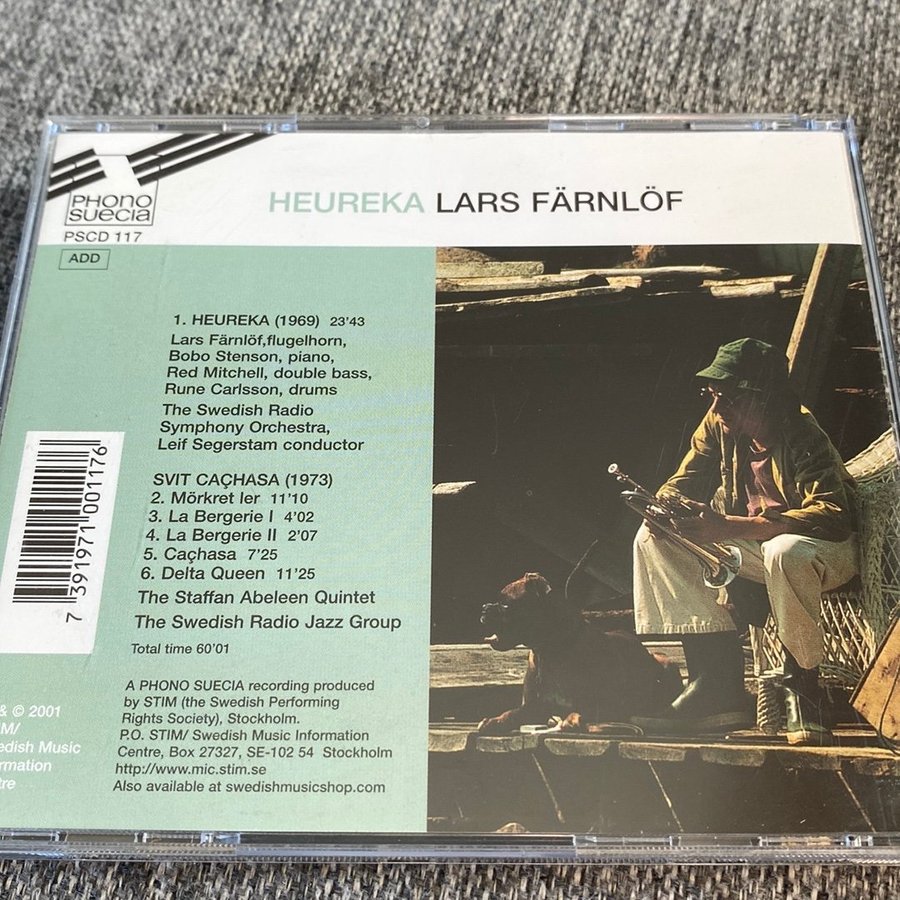 PHONO
SUECIA
PSCD 117
ADD
HEUREKA LARS FÄRNLÖF
1. HEUREKA (1969) 23'43
Lars Färnlöf,flugelhorn,
Bobo Stenson, piano,
Red Mitchell, double bass,
Rune Carlsson, drums
The Swedish Radio
Symphony Orchestra,
Leif Segerstam conductor
SVIT CAÇHASA (1973)
2. Mörkret ler 11'10
3. La Bergerie I 4'02
4. La Bergerie II 2'07
5. Caçhasa 7'25
6. Delta Queen 11'25
The Staffan Abeleen Quintet
The Swedish Radio Jazz Group
Total time 60'01
A PHONO SUECIA recording produced
by STIM (the Swedish Performing
Rights Society), Stockholm.
P.O. STIM/ Swedish Music Information
Centre, Box 27327, SE-102 54 Stockholm
http://www.mic.stim.se
Also available at swedishmusicshop.com
7 391971 001176
& © 2001
Music